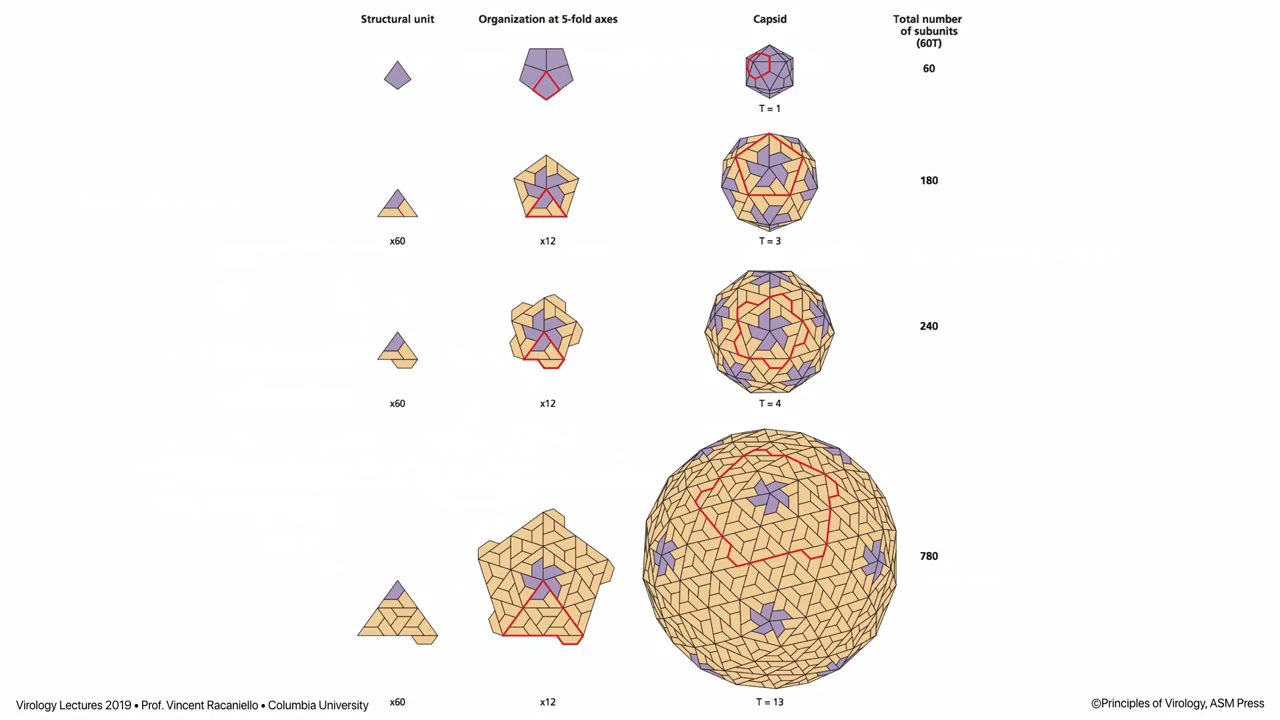 Structural unit
Organization at 5-fold axes
Capsid
Total number
of subunits
(60T)
60
T = 1
180
x60
x12
T = 3
240
x60
x12
T = 4
780
x60
x12
T = 13
Virology Lectures 2019 • Prof. Vincent Racaniello • Columbia University
©Principles of Virology, ASM Press